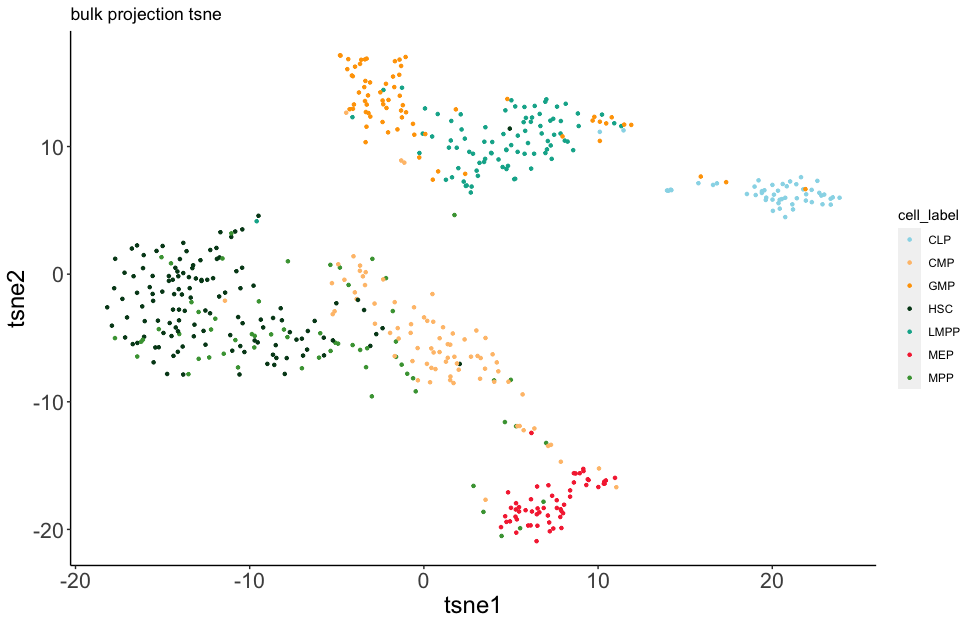 bulk projection tsne
tsne2
10
0
-10
-20
-20
-10
0
10
20
tsne1
cell_label
CLP
CMP
GMP
HSC
LMPP
MEP
MPP